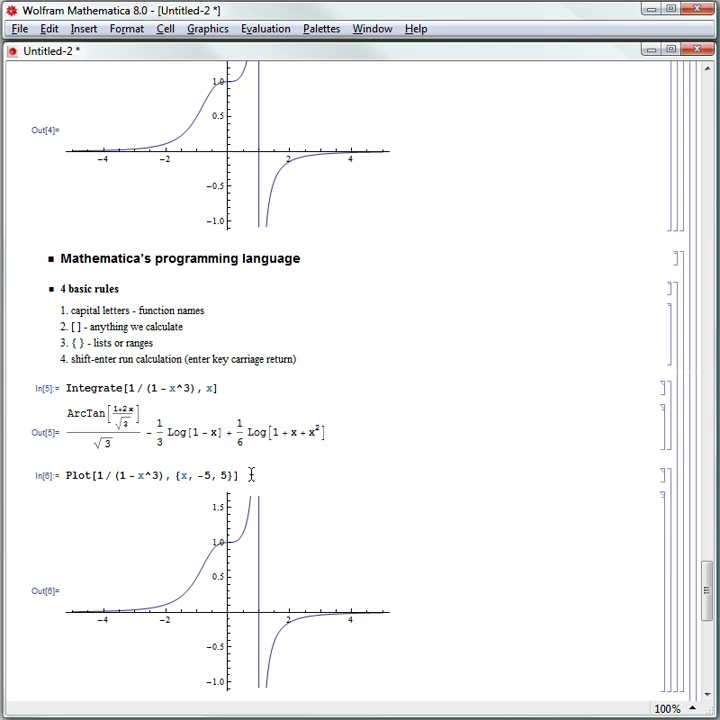 Wolfram Mathematica 8.0 - [Untitled-2 *]
File Edit Insert Format Cell Graphics Evaluation Palettes Window Help
Untitled-2 *
1.0
0.5
Out[4]=
-4 -2 2 4
-0.5
-1.0
Mathematica's programming language
4 basic rules
1. capital letters - function names
2. [ ] - anything we calculate
3. { } - lists or ranges
4. shift-enter run calculation (enter key carriage return)
In[5]:= Integrate[1/(1-x^3), x]
Out[5]= ArcTan[(1+2 x)/√3]/√3 - 1/3 Log[1-x] + 1/6 Log[1+x+x²]
In[6]:= Plot[1/(1-x^3), {x, -5, 5}]
1.5
1.0
0.5
Out[6]=
-4 -2 2 4
-0.5
-1.0
100%